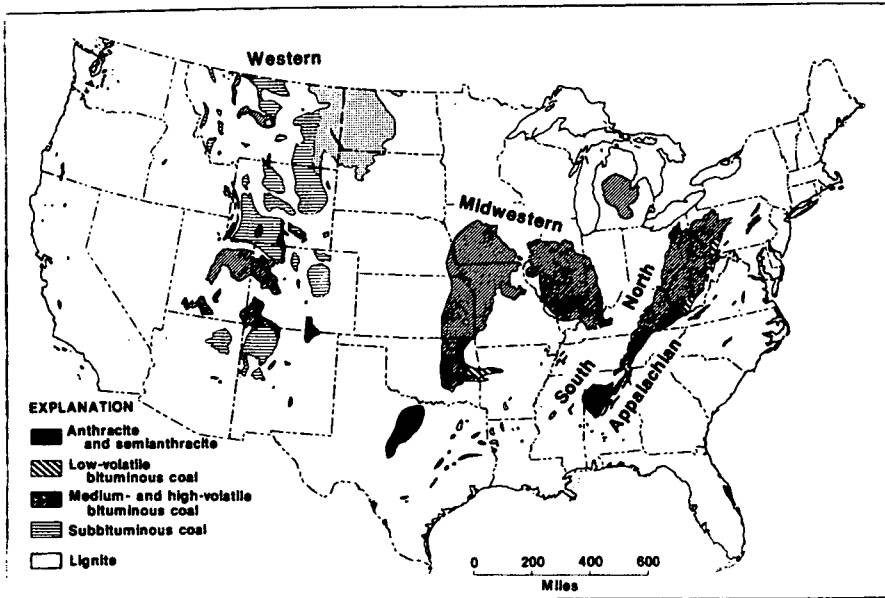 Western
Midwestern
North
South
Appalachian
EXPLANATION
Anthracite
and semianthracite
Low-volatile
bituminous coal
Medium- and high-volatile
bituminous coal
Subbituminous coal
Lignite
0 200 400 600
Miles